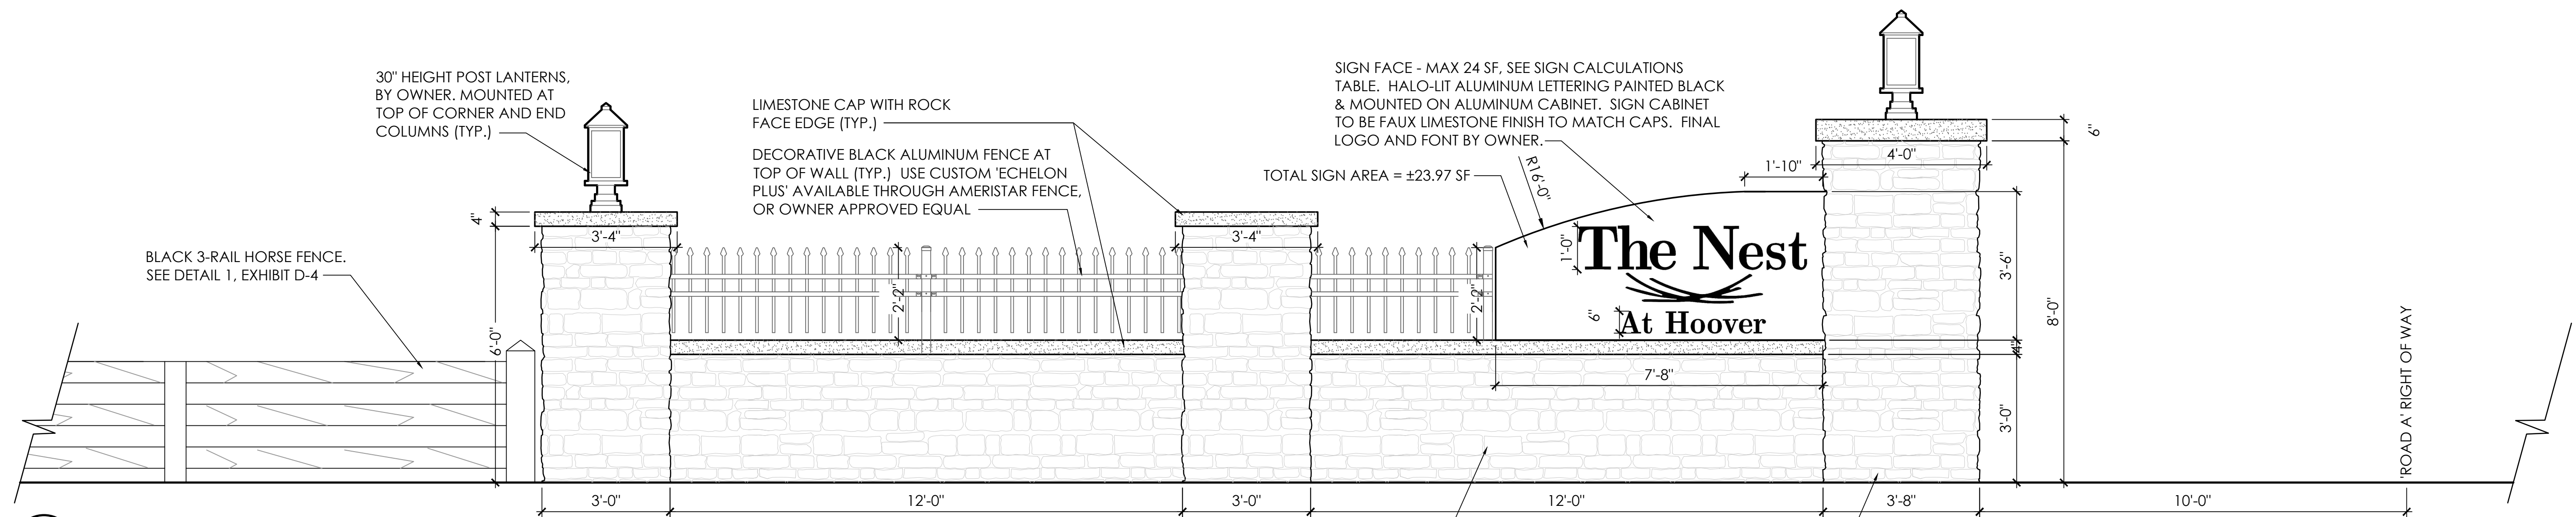 30" HEIGHT POST LANTERNS,
BY OWNER. MOUNTED AT
TOP OF CORNER AND END
COLUMNS (TYP.)
LIMESTONE CAP WITH ROCK
FACE EDGE (TYP.)
DECORATIVE BLACK ALUMINUM FENCE AT
TOP OF WALL (TYP.)  USE CUSTOM 'ECHELON
PLUS' AVAILABLE THROUGH AMERISTAR FENCE,
OR OWNER APPROVED EQUAL
SIGN FACE - MAX 24 SF, SEE SIGN CALCULATIONS
TABLE.  HALO-LIT ALUMINUM LETTERING PAINTED BLACK
& MOUNTED ON ALUMINUM CABINET.  SIGN CABINET
TO BE FAUX LIMESTONE FINISH TO MATCH CAPS.  FINAL
LOGO AND FONT BY OWNER.
TOTAL SIGN AREA = ±23.97 SF
R16'-0"
1'-10"
4'-0"
6"
BLACK 3-RAIL HORSE FENCE.
SEE DETAIL 1, EXHIBIT D-4
4"
6'-0"
3'-4"
2'-2"
3'-4"
2'-2"
1'-0"
The Nest
6"
At Hoover
7'-8"
3'-6"
4"
3'-0"
8'-0"
'ROAD A' RIGHT OF WAY
3'-0"
12'-0"
3'-0"
12'-0"
3'-8"
10'-0"